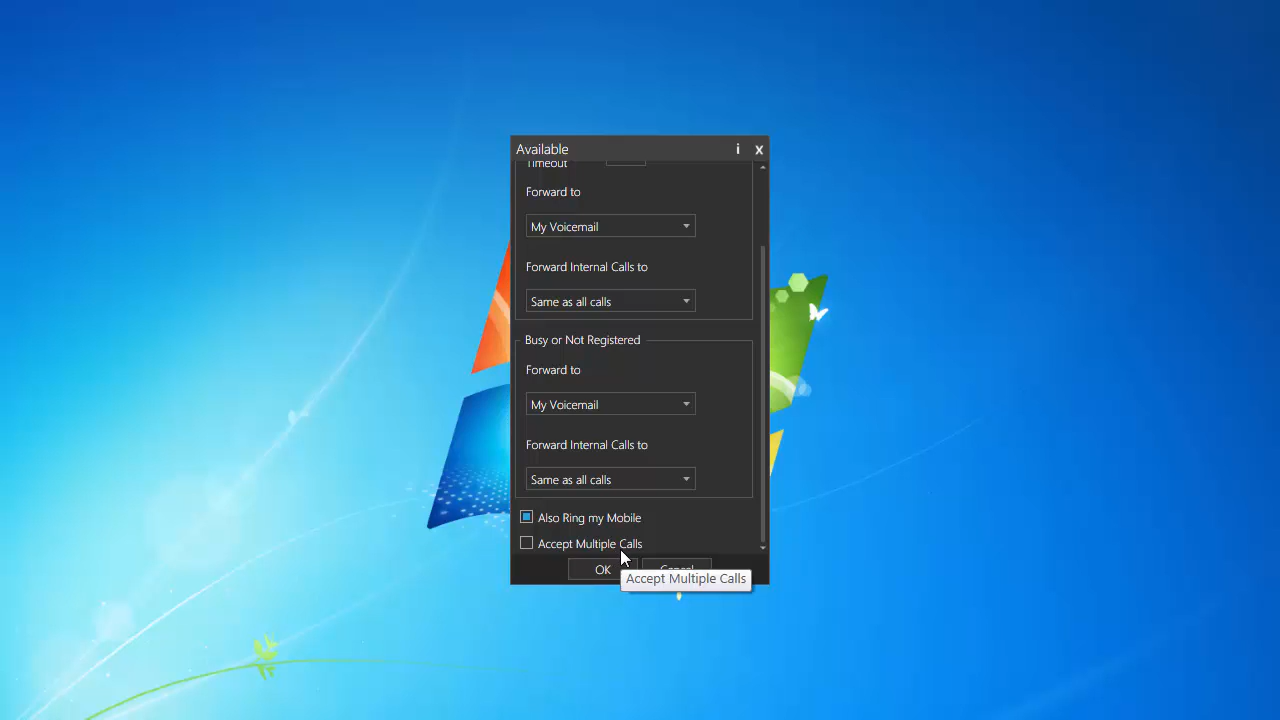 Available
i
x
Timeout
Forward to
My Voicemail
Forward Internal Calls to
Same as all calls
Busy or Not Registered
Forward to
My Voicemail
Forward Internal Calls to
Same as all calls
Also Ring my Mobile
Accept Multiple Calls
OK
Cancel
Accept Multiple Calls